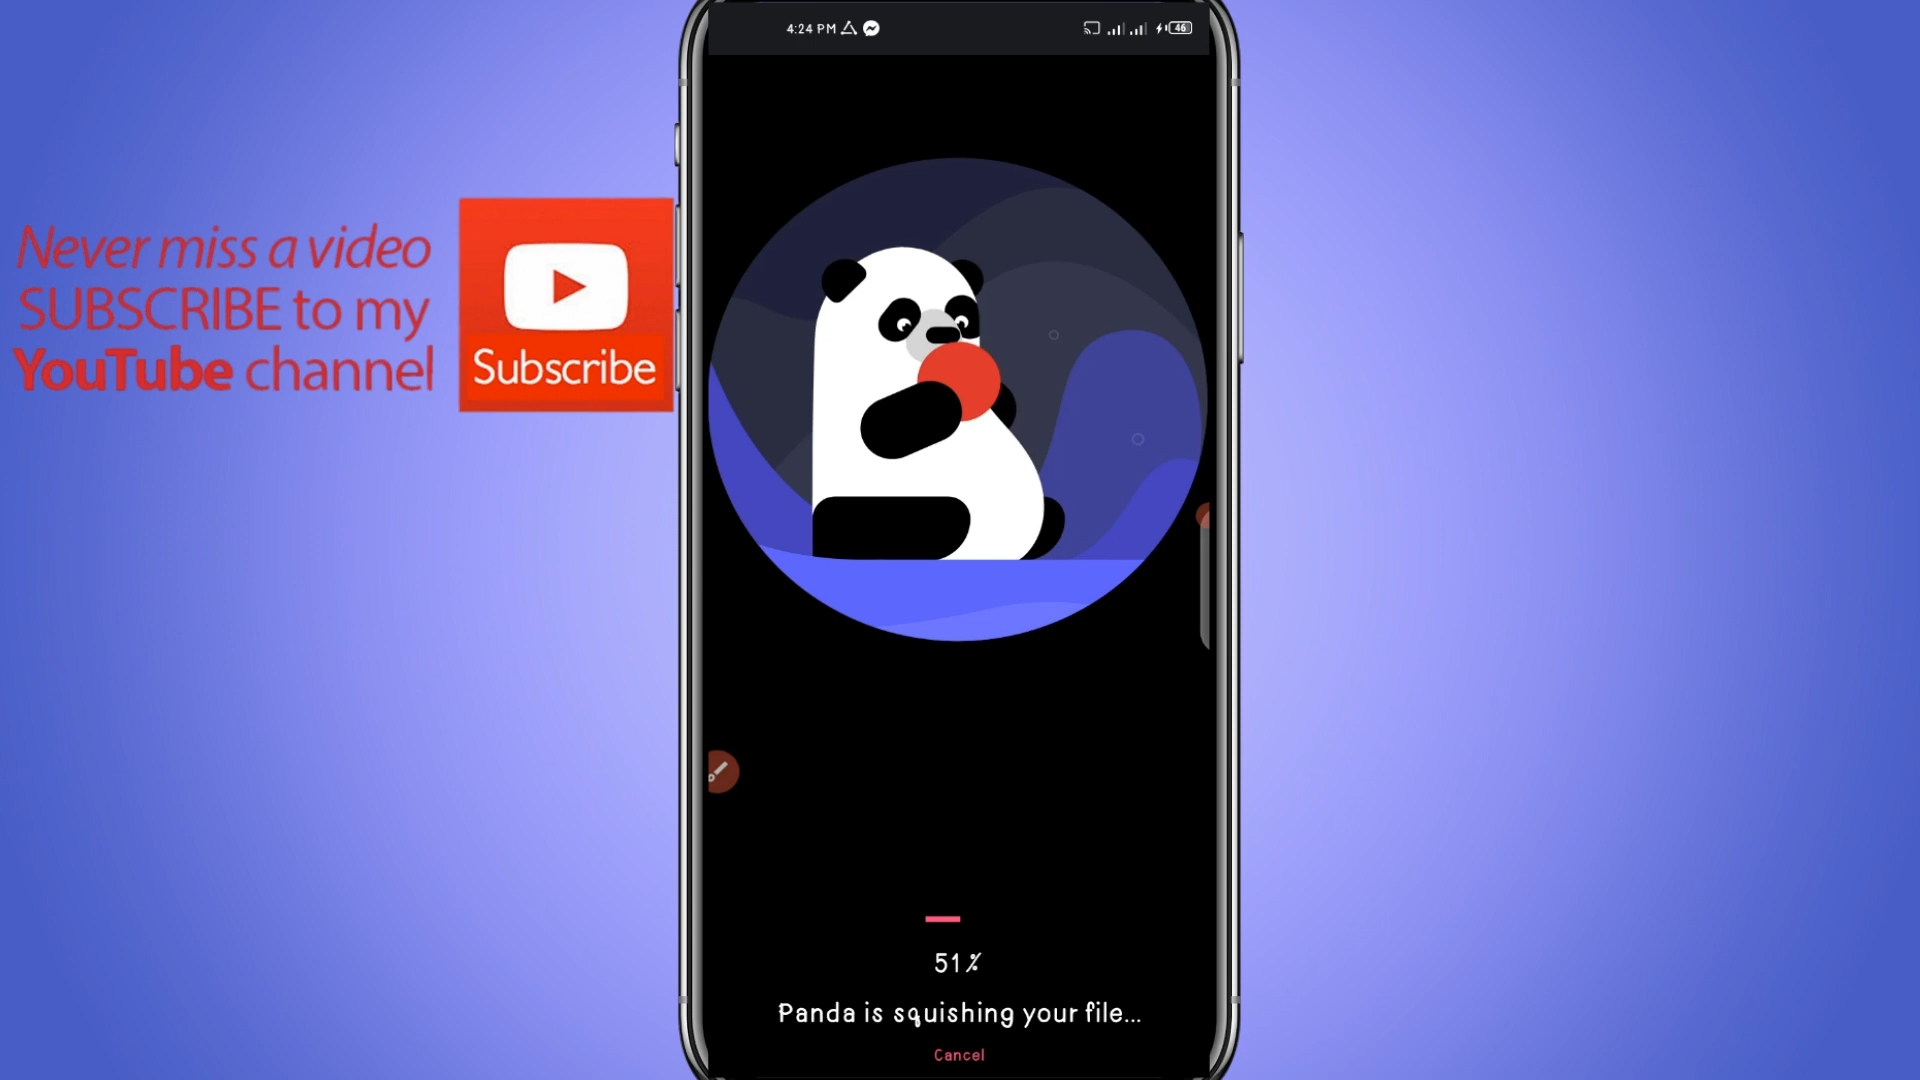 4:24 PM
46
Never miss a video
SUBSCRIBE to my
YouTube channel
Subscribe
51%
Panda is squishing your file...
Cancel